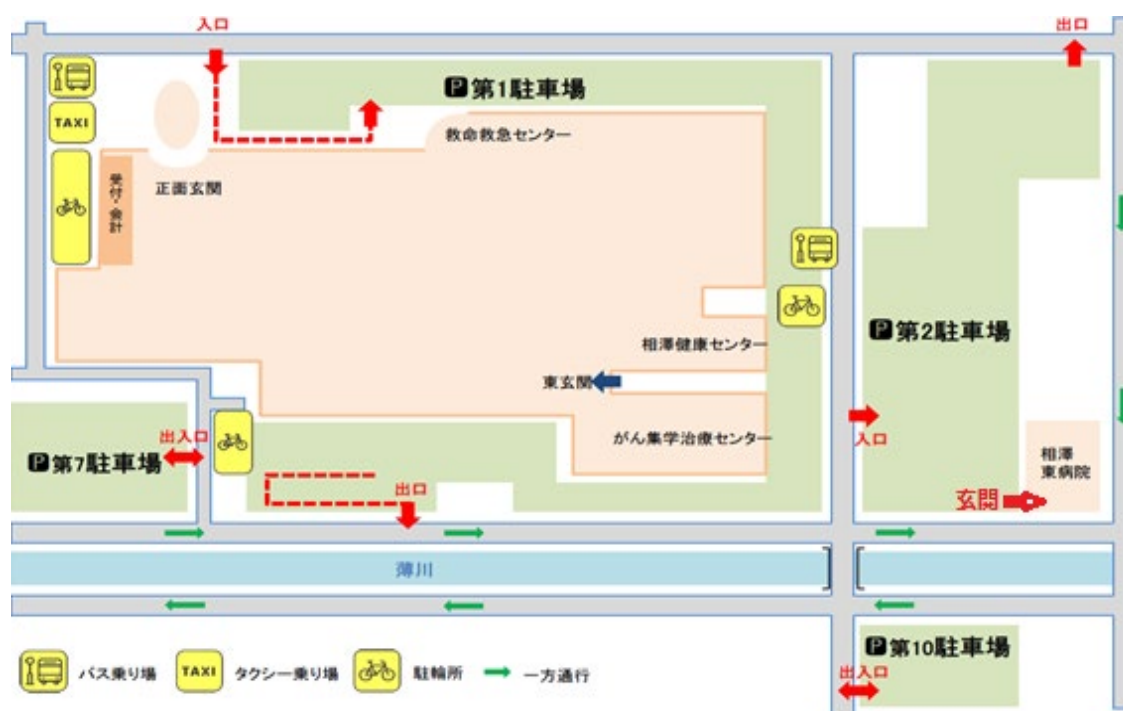 入口
出口
P第1駐車場
TAXI
救命救急センター
正面玄関
受付・会計
P第2駐車場
相澤健康センター
東玄関
がん集学治療センター
入口
相澤
東病院
玄関
出入口
P第7駐車場
出口
薄川
P第10駐車場
出入口
バス乗り場
TAXI
タクシー乗り場
駐輪所
一方通行